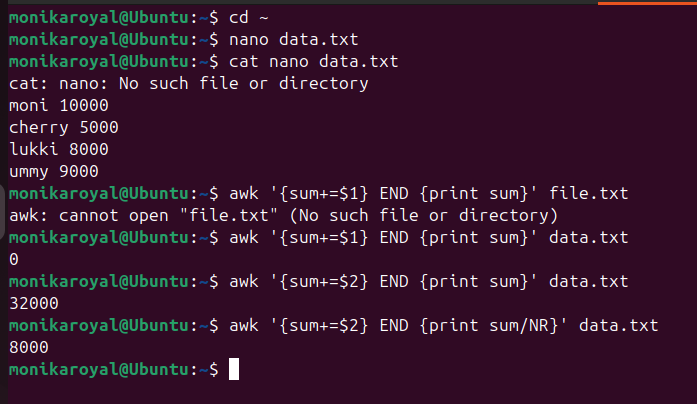 monikaroyal@Ubuntu:~$ cd ~
monikaroyal@Ubuntu:~$ nano data.txt
monikaroyal@Ubuntu:~$ cat nano data.txt
cat: nano: No such file or directory
moni 10000
cherry 5000
lukki 8000
ummy 9000
monikaroyal@Ubuntu:~$ awk '{sum+=$1} END {print sum}' file.txt
awk: cannot open "file.txt" (No such file or directory)
monikaroyal@Ubuntu:~$ awk '{sum+=$1} END {print sum}' data.txt
0
monikaroyal@Ubuntu:~$ awk '{sum+=$2} END {print sum}' data.txt
32000
monikaroyal@Ubuntu:~$ awk '{sum+=$2} END {print sum/NR}' data.txt
8000
monikaroyal@Ubuntu:~$